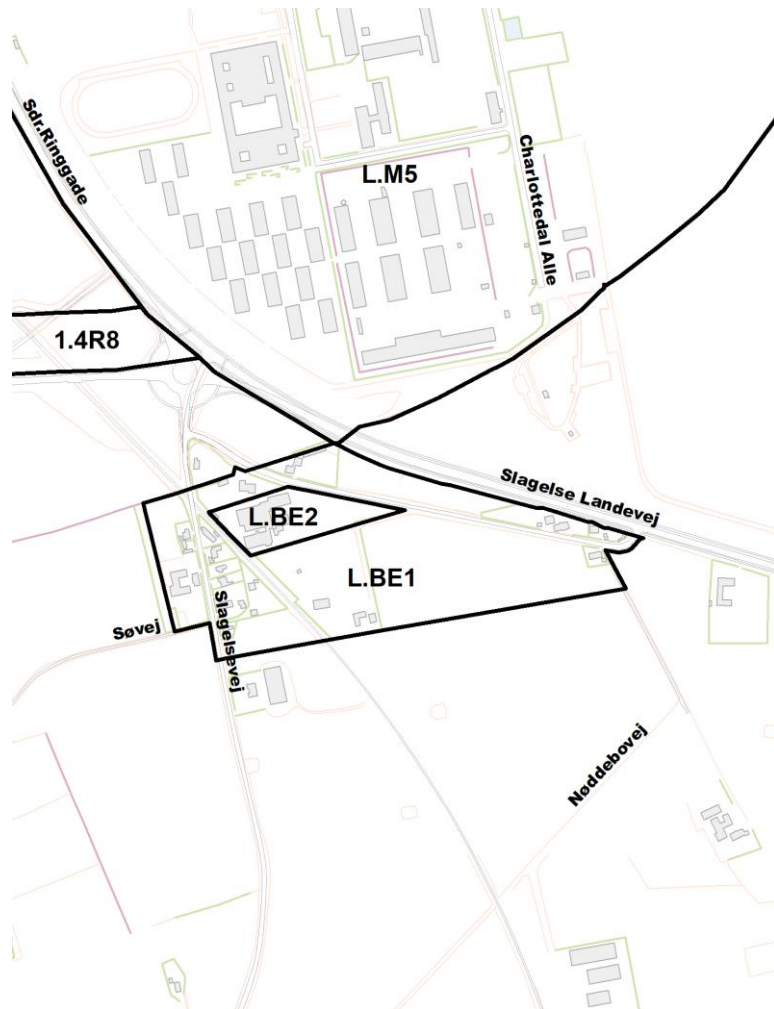 Sdr.Ringgade
L.M5
Charlottedal Alle
1.4R8
Slagelse Landevej
L.BE2
L.BE1
Søvej
Slagelsevej
Nøddebovej